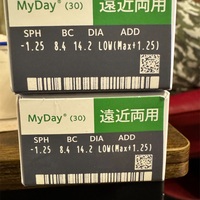 MyDay® (30) 遠近両用
SPH BC DIA ADD
-1.25 8.4 14.2 LOW(Max+1.25)
MyDay® (30) 遠近両用
SPH BC DIA ADD
-1.25 8.4 14.2 LOW(Max+1.25)